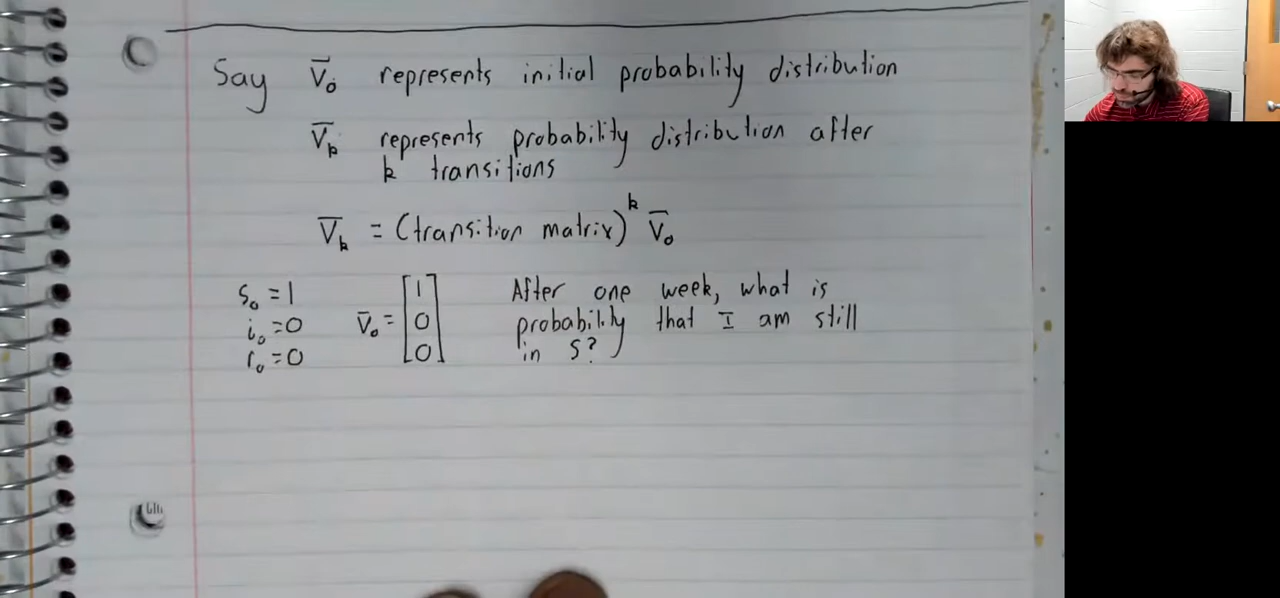 Say V̄₀ represents initial probability distribution
V̄ₖ represents probability distribution after
k transitions
V̄ₖ = (transition matrix)ᵏ V̄₀
S₀ = 1
i₀ = 0
r₀ = 0
V̄₀ = [1 0 0]
After one week, what is
probability that I am still
in S?